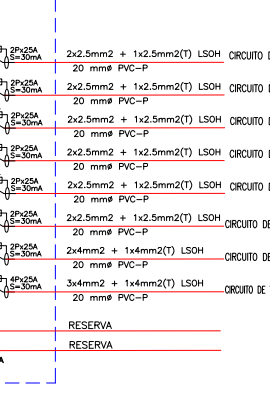 2Px25A 2x2.5mm2 + 1x2.5mm2(T) LSOH CIRCUITO
S=30mA
20 mmø PVC-P
2Px25A 2x2.5mm2 + 1x2.5mm2(T) LSOH CIRCUITO
S=30mA
20 mmø PVC-P
2Px25A 2x2.5mm2 + 1x2.5mm2(T) LSOH CIRCUITO
S=30mA
20 mmø PVC-P
2Px25A 2x2.5mm2 + 1x2.5mm2(T) LSOH CIRCUITO
S=30mA
20 mmø PVC-P
2Px25A 2x2.5mm2 + 1x2.5mm2(T) LSOH CIRCUITO
S=30mA
20 mmø PVC-P
2Px25A 2x2.5mm2 + 1x2.5mm2(T) LSOH CIRCUITO DE
S=30mA
20 mmø PVC-P
2Px25A 2x4mm2 + 1x4mm2(T) LSOH CIRCUITO DE
S=30mA
20 mmø PVC-P
4Px25A 3x4mm2 + 1x4mm2(T) LSOH CIRCUITO DE
S=30mA
20 mmø PVC-P
RESERVA
RESERVA
A